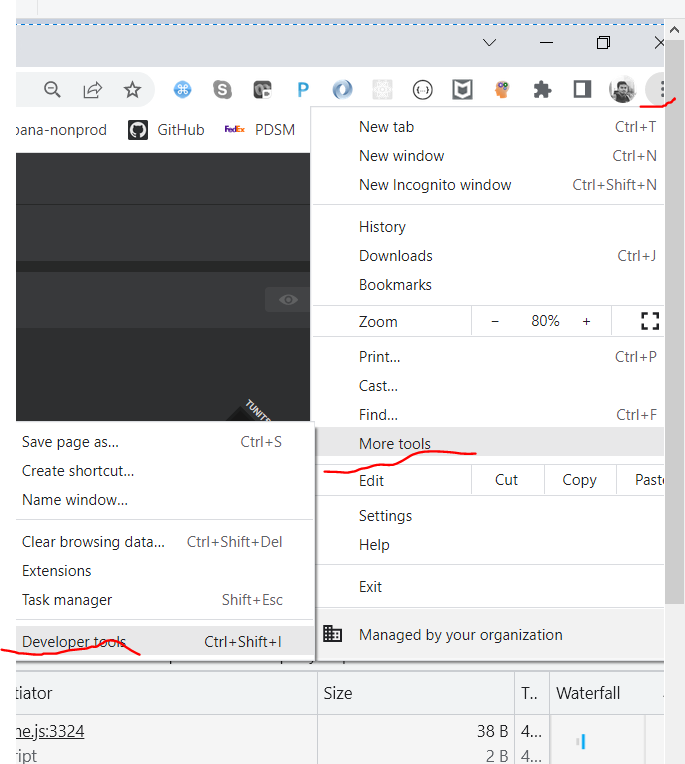 pana-nonprod GitHub FedEx PDSM
New tab Ctrl+T
New window Ctrl+N
New Incognito window Ctrl+Shift+N
History
Downloads Ctrl+J
Bookmarks
Zoom - 80% +
Print... Ctrl+P
Cast...
Find... Ctrl+F
More tools
Edit Cut Copy Paste
Settings
Help
Exit
Managed by your organization
TUNIT
Save page as... Ctrl+S
Create shortcut...
Name window...
Clear browsing data... Ctrl+Shift+Del
Extensions
Task manager Shift+Esc
Developer tools Ctrl+Shift+I
tiator Size T.. Waterfall
ne.js:3324 38 B 4...
ript 2 B 4...